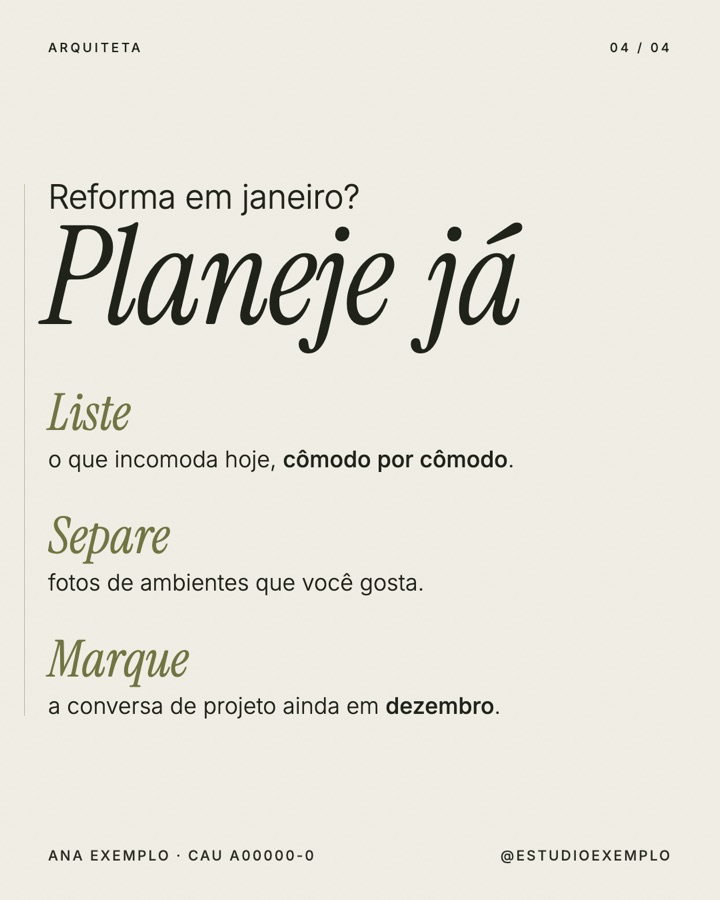 ARQUITETA
04 / 04
Reforma em janeiro?
Planeje já
Liste
o que incomoda hoje, cômodo por cômodo.
Separe
fotos de ambientes que você gosta.
Marque
a conversa de projeto ainda em dezembro.
ANA EXEMPLO · CAU A00000-0
@ESTUDIOEXEMPLO